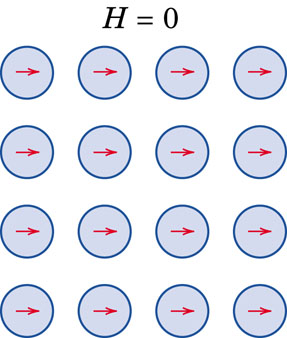 H = 0